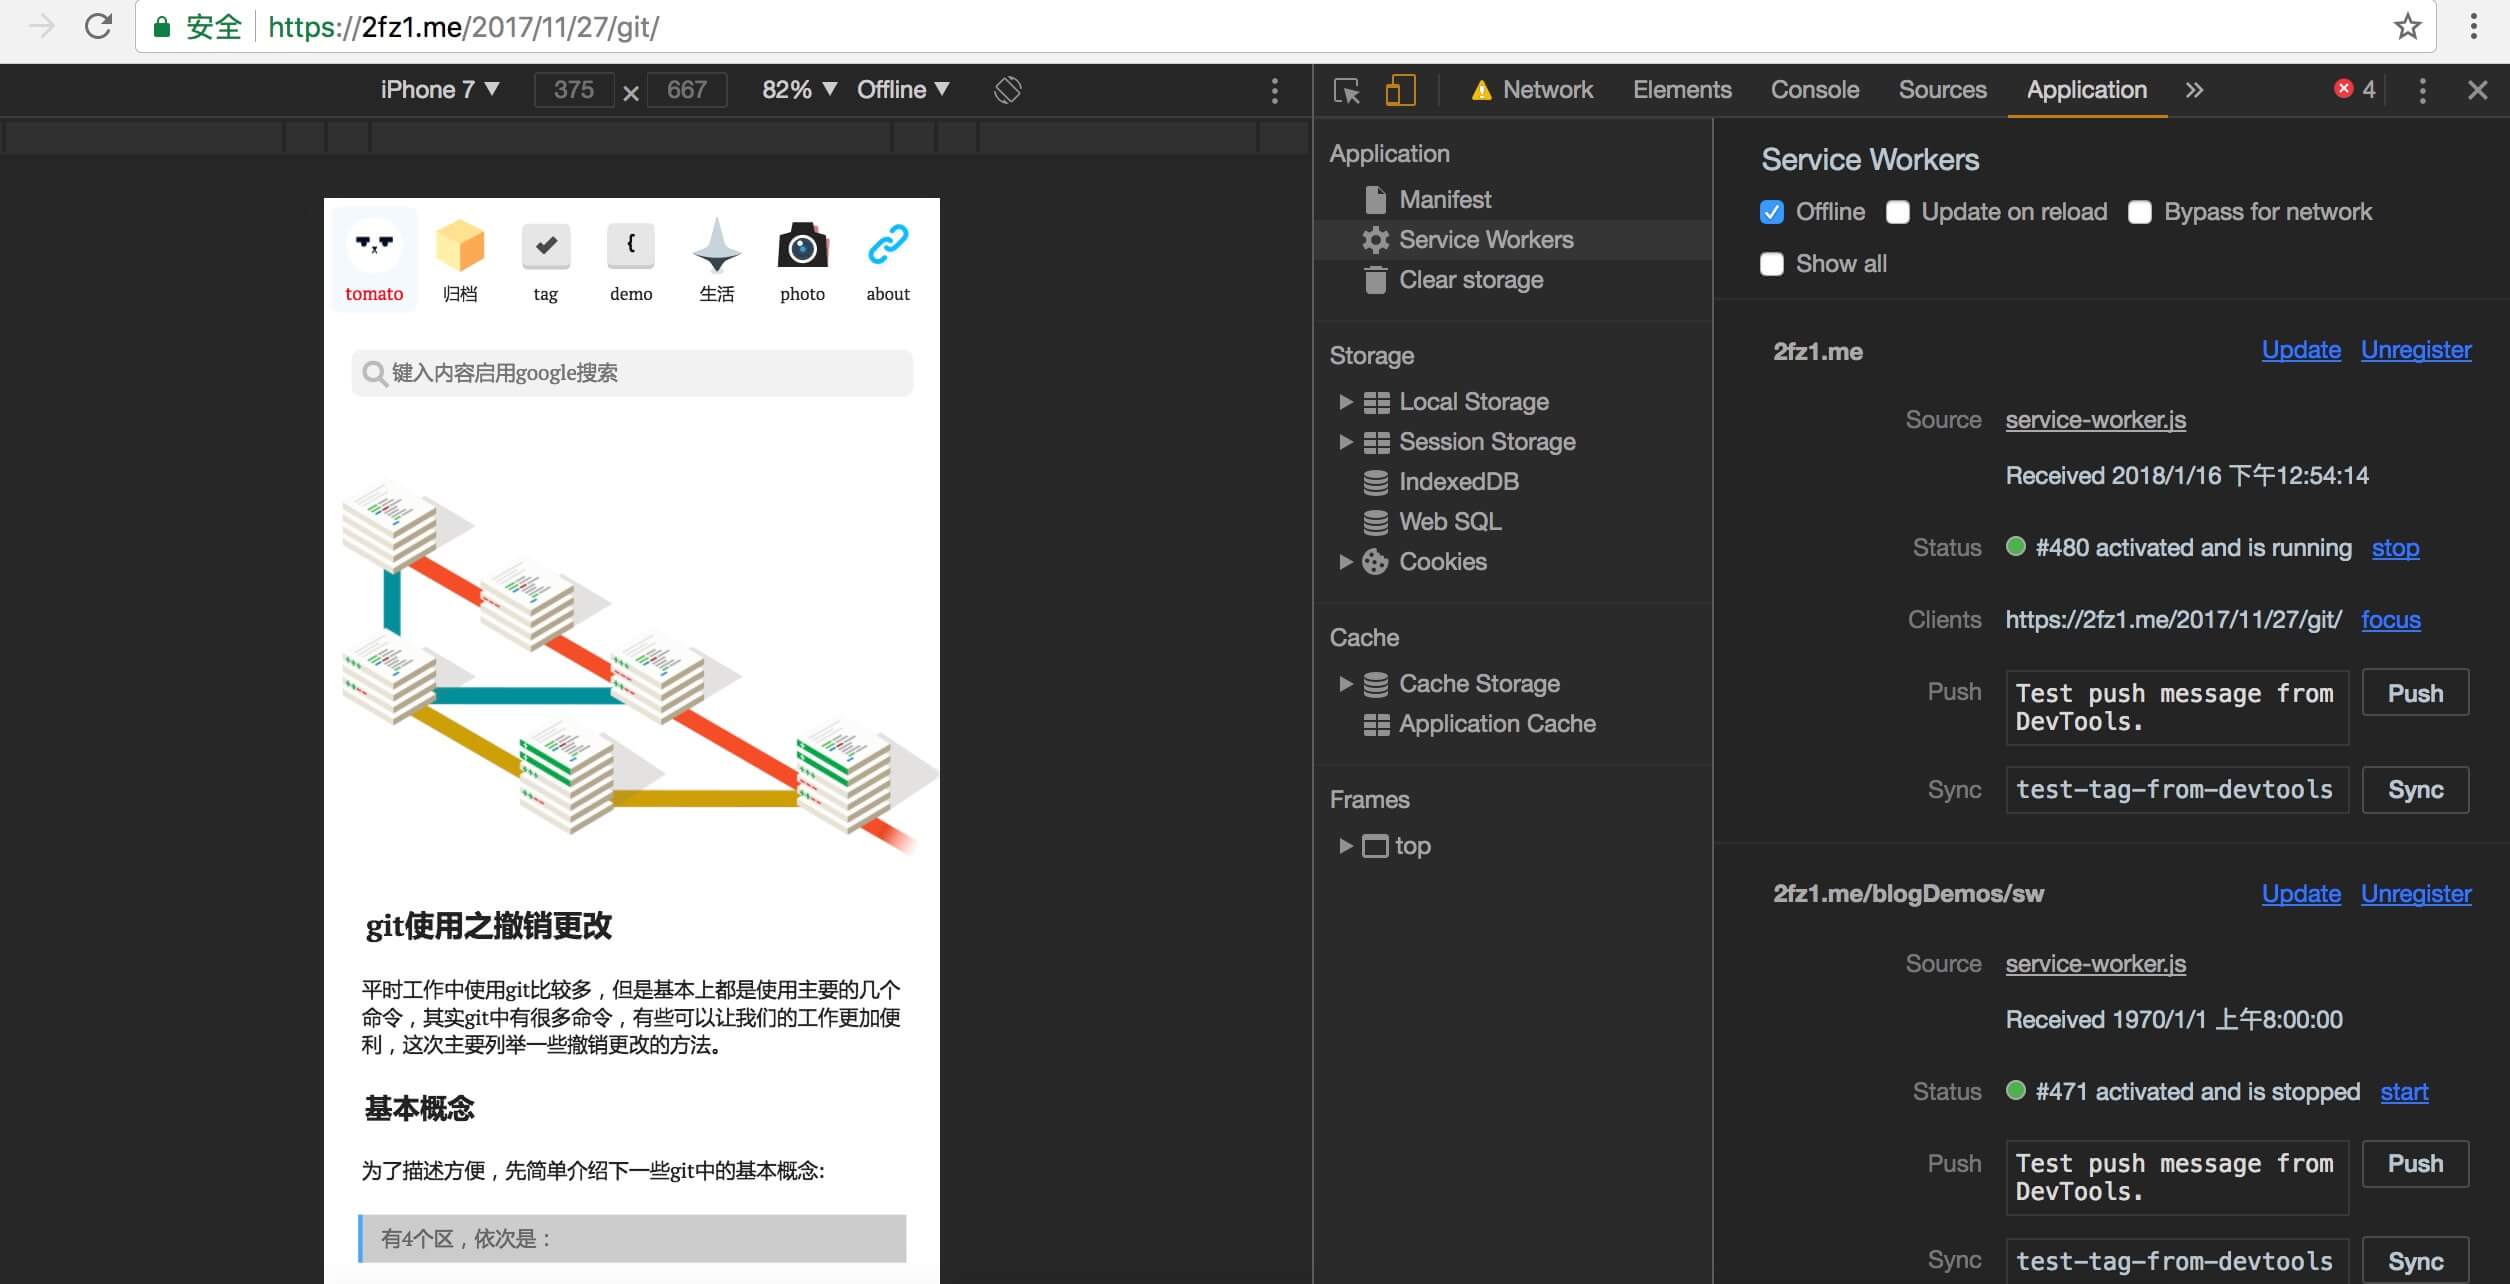 安全 https://2fz1.me/2017/11/27/git/
iPhone 7 375 × 667 82% Offline
Network Elements Console Sources Application 4
tomato 归档 tag demo 生活 photo about
键入内容启用google搜索
git使用之撤销更改
平时工作中使用git比较多，但是基本上都是使用主要的几个
命令，其实git中有很多命令，有些可以让我们的工作更加便
利，这次主要列举一些撤销更改的方法。
基本概念
为了描述方便，先简单介绍下一些git中的基本概念:
有4个区，依次是：
Application
Manifest
Service Workers
Clear storage
Storage
Local Storage
Session Storage
IndexedDB
Web SQL
Cookies
Cache
Cache Storage
Application Cache
Frames
top
Service Workers
Offline Update on reload Bypass for network
Show all
2fz1.me Update Unregister
Source service-worker.js
Received 2018/1/16 下午12:54:14
Status #480 activated and is running stop
Clients https://2fz1.me/2017/11/27/git/ focus
Push Test push message from Push
DevTools.
Sync test-tag-from-devtools Sync
2fz1.me/blogDemos/sw Update Unregister
Source service-worker.js
Received 1970/1/1 上午8:00:00
Status #471 activated and is stopped start
Push Test push message from Push
DevTools.
Sync test-tag-from-devtools Sync